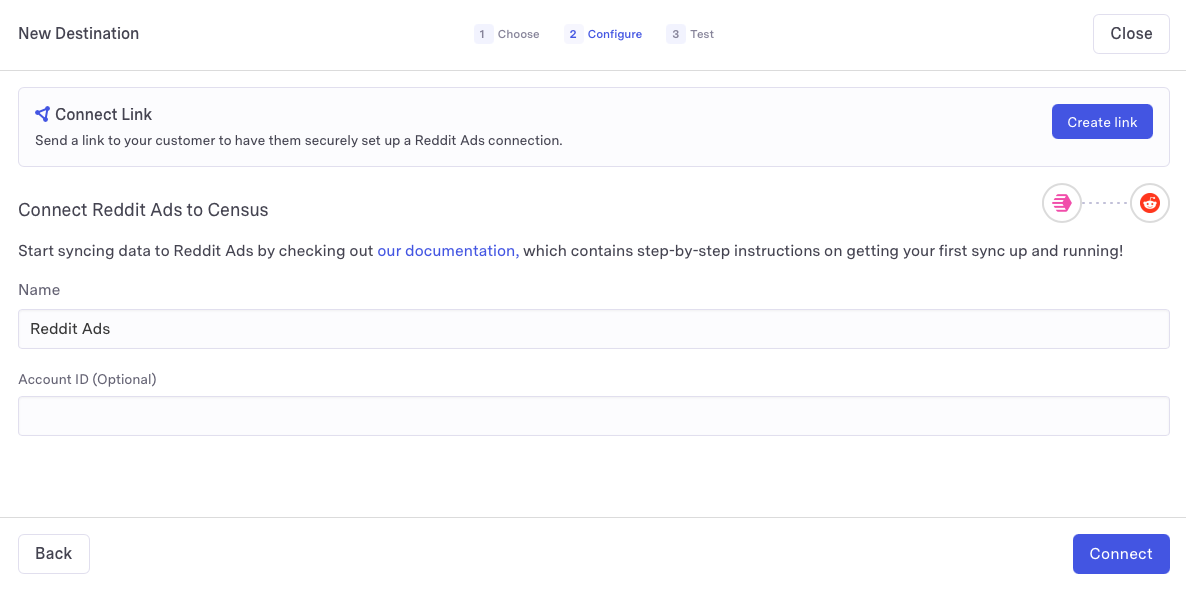 New Destination
1 Choose
2 Configure
3 Test
Close
Connect Link
Send a link to your customer to have them securely set up a Reddit Ads connection.
Create link
Connect Reddit Ads to Census
Start syncing data to Reddit Ads by checking out our documentation, which contains step-by-step instructions on getting your first sync up and running!
Name
Reddit Ads
Account ID (Optional)
Back
Connect